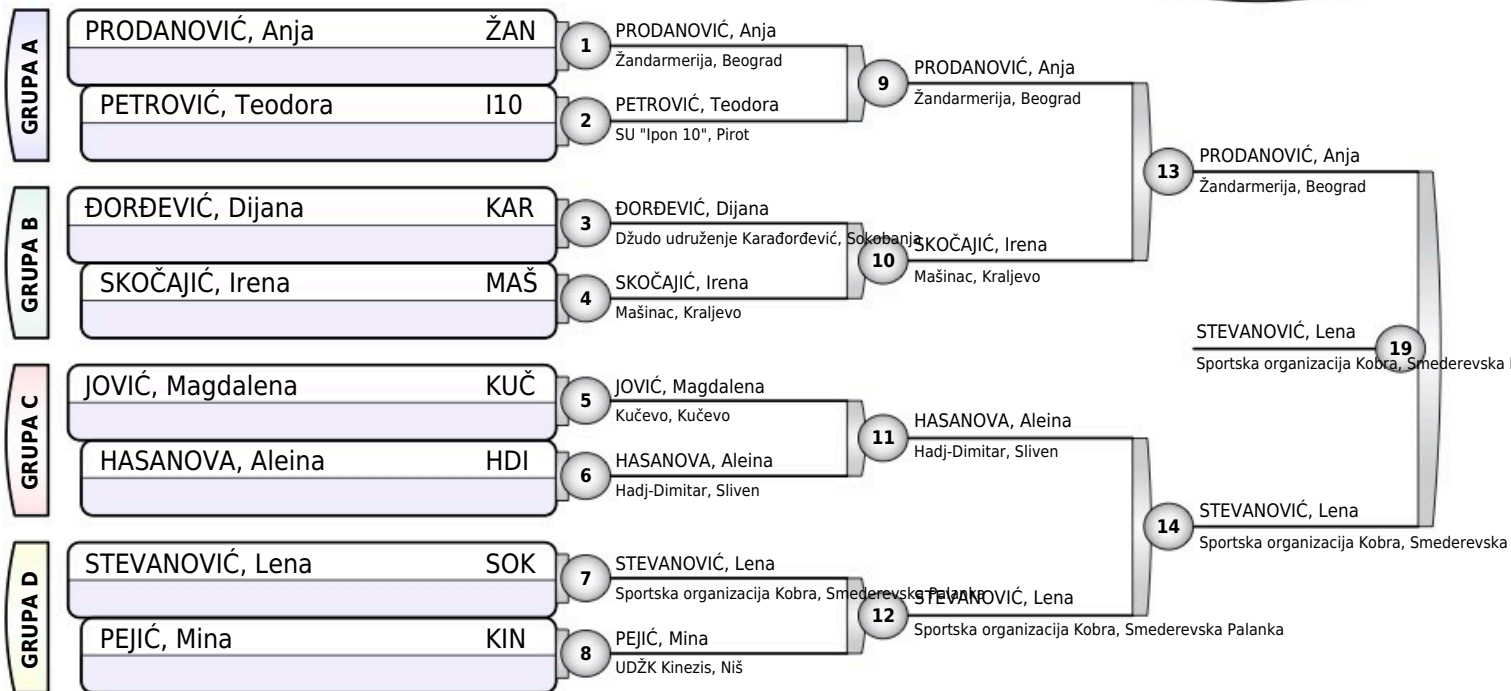 GRUPA A
PRODANOVIĆ, Anja ŽAN
PETROVIĆ, Teodora I10
GRUPA B
ĐORĐEVIĆ, Dijana KAR
SKOČAJIĆ, Irena MAŠ
GRUPA C
JOVIĆ, Magdalena KUČ
HASANOVA, Aleina HDI
GRUPA D
STEVANOVIĆ, Lena SOK
PEJIĆ, Mina KIN
1
PRODANOVIĆ, Anja
Žandarmerija, Beograd
2
PETROVIĆ, Teodora
SU "Ipon 10", Pirot
3
ĐORĐEVIĆ, Dijana
Džudo udruženje Karađorđević, Sokobanja
4
SKOČAJIĆ, Irena
Mašinac, Kraljevo
5
JOVIĆ, Magdalena
Kučevo, Kučevo
6
HASANOVA, Aleina
Hadj-Dimitar, Sliven
7
STEVANOVIĆ, Lena
Sportska organizacija Kobra, Smederevska Palanka
8
PEJIĆ, Mina
UDŽK Kinezis, Niš
9
PRODANOVIĆ, Anja
Žandarmerija, Beograd
10
SKOČAJIĆ, Irena
Mašinac, Kraljevo
11
HASANOVA, Aleina
Hadj-Dimitar, Sliven
12
STEVANOVIĆ, Lena
Sportska organizacija Kobra, Smederevska Palanka
13
PRODANOVIĆ, Anja
Žandarmerija, Beograd
14
STEVANOVIĆ, Lena
Sportska organizacija Kobra, Smederevska
19
STEVANOVIĆ, Lena
Sportska organizacija Kobra, Smederevska